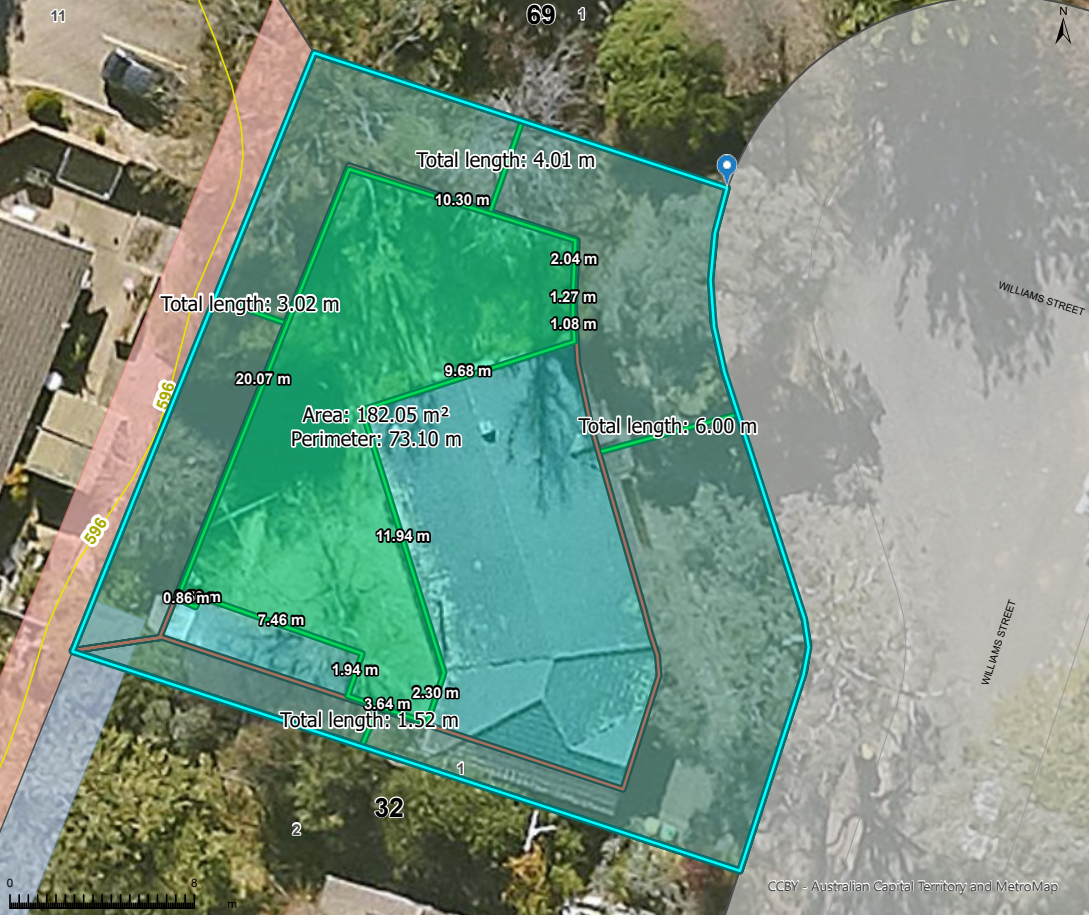 11
69
1
N
Total length: 4.01 m
10.30 m
2.04 m
WILLIAMS STREET
Total length: 3.02 m
1.27 m
1.08 m
9.68 m
20.07 m
596
Area: 182.05 m²
Perimeter: 73.10 m
Total length: 6.00 m
596
11.94 m
0.86 m
7.46 m
WILLIAMS STREET
1.94 m
2.30 m
3.64 m
Total length: 1.52 m
1
32
2
0 8 m
CCBY - Australian Capital Territory and MetroMap